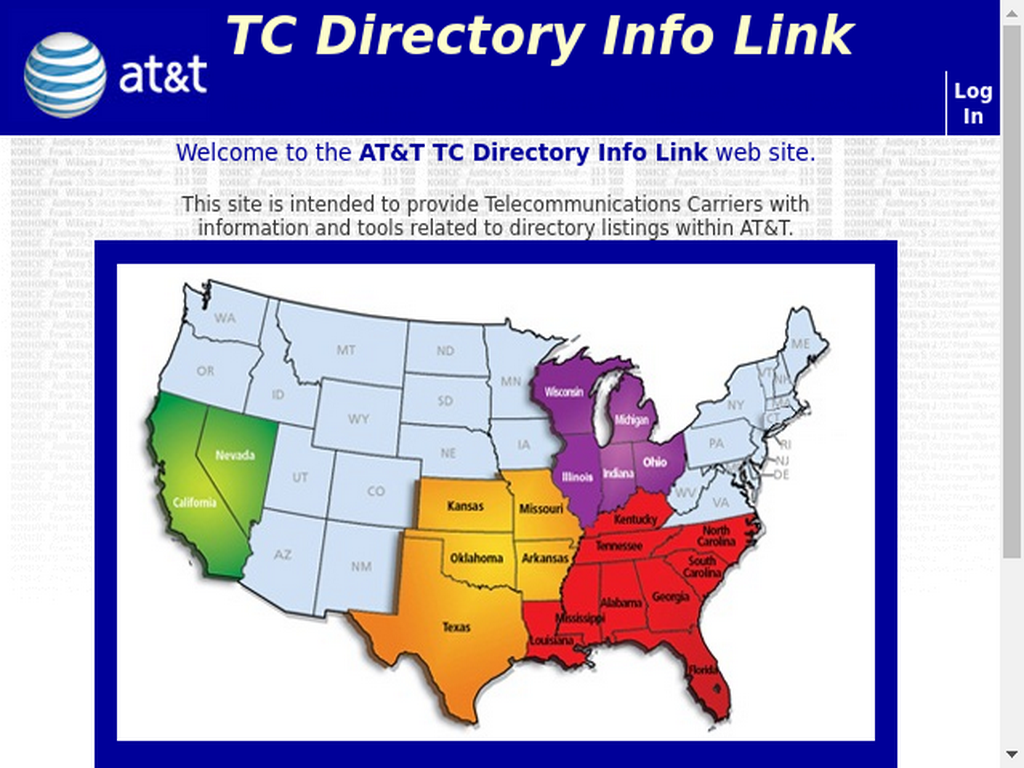 TC Directory Info Link
at&t
Log
In
Welcome to the AT&T TC Directory Info Link web site.
This site is intended to provide Telecommunications Carriers with
information and tools related to directory listings within AT&T.
WA
MT
ND
ME
OR
ID
MN
VT
NH
WY
SD
Wisconsin
Michigan
NY
MA
CT
NE
IA
PA
RI
Nevada
UT
CO
Illinois
Indiana
Ohio
NJ
DE
California
Kansas
Missouri
WV
VA
Kentucky
AZ
NM
Oklahoma
Arkansas
Tennessee
North
Carolina
South
Carolina
Texas
Mississippi
Alabama
Georgia
Louisiana
Florida